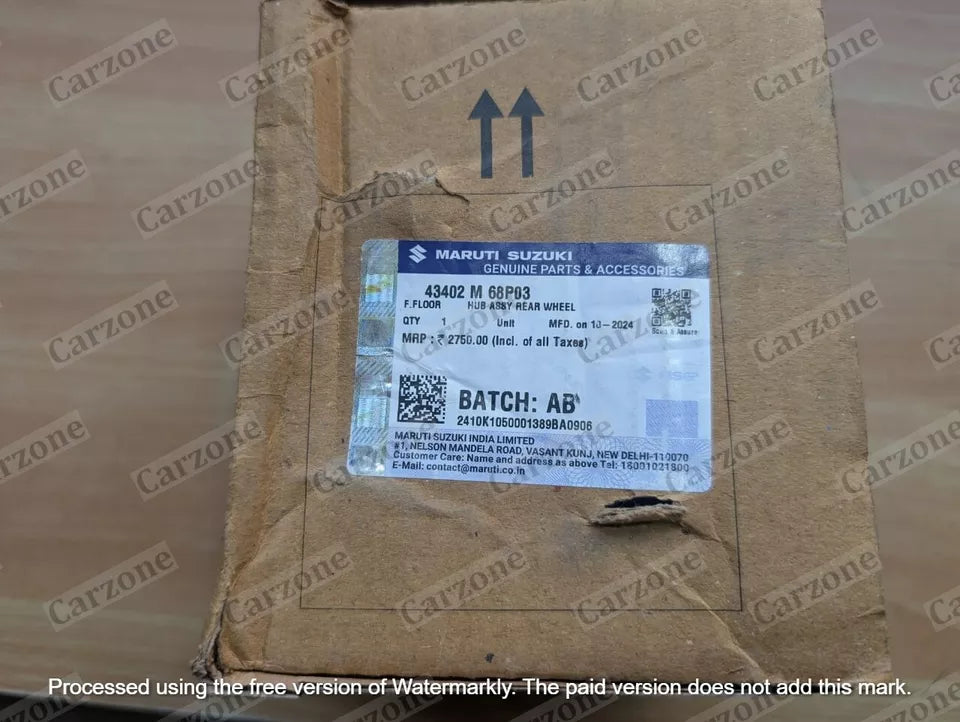 MARUTI SUZUKI
GENUINE PARTS & ACCESSORIES
43402 M 68P03
F.FLOOR HUB ASSY REAR WHEEL
QTY 1 Unit MFD. on 10-2024
MRP : ₹ 2750.00 (Incl. of all Taxes)
Scan & Assure
BATCH: AB
2410K1050001389BA0906
MARUTI SUZUKI INDIA LIMITED
#1, NELSON MANDELA ROAD, VASANT KUNJ, NEW DELHI-110070
Customer Care: Name and address as above Tel: 18001021800
E-Mail: contact@maruti.co.in
Carzone
Processed using the free version of Watermarkly. The paid version does not add this mark.